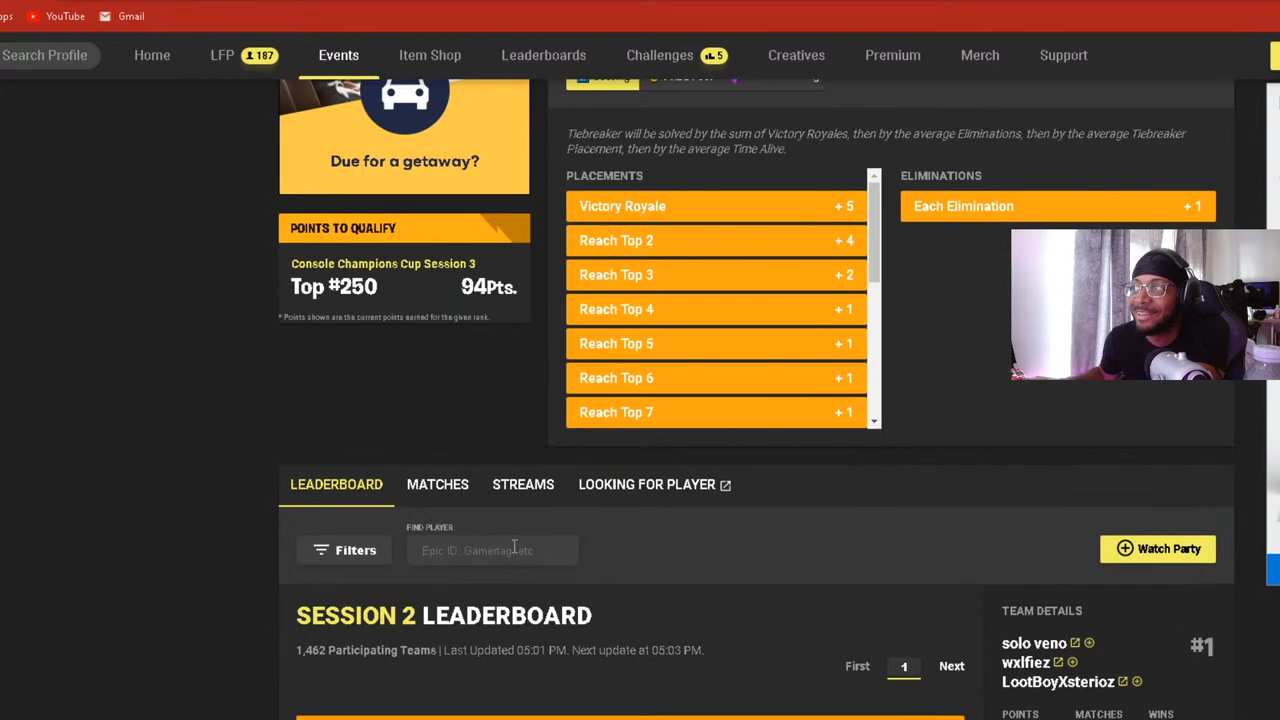 ps YouTube Gmail
Search Profile Home LFP 187 Events Item Shop Leaderboards Challenges 5 Creatives Premium Merch Support
Tiebreaker will be solved by the sum of Victory Royales, then by the average Eliminations, then by the average Tiebreaker
Placement, then by the average Time Alive.
Due for a getaway?
PLACEMENTS
Victory Royale + 5
Reach Top 2 + 4
Reach Top 3 + 2
Reach Top 4 + 1
Reach Top 5 + 1
Reach Top 6 + 1
Reach Top 7 + 1
ELIMINATIONS
Each Elimination + 1
POINTS TO QUALIFY
Console Champions Cup Session 3
Top #250 94Pts.
* Points shown are the current points earned for the given rank.
LEADERBOARD MATCHES STREAMS LOOKING FOR PLAYER
FIND PLAYER
Filters Epic ID, Gamertag, etc Watch Party
SESSION 2 LEADERBOARD
1,462 Participating Teams | Last Updated 05:01 PM. Next update at 05:03 PM.
First 1 Next
TEAM DETAILS
solo veno #1
wxlfiez
LootBoyXsterioz
POINTS MATCHES WINS